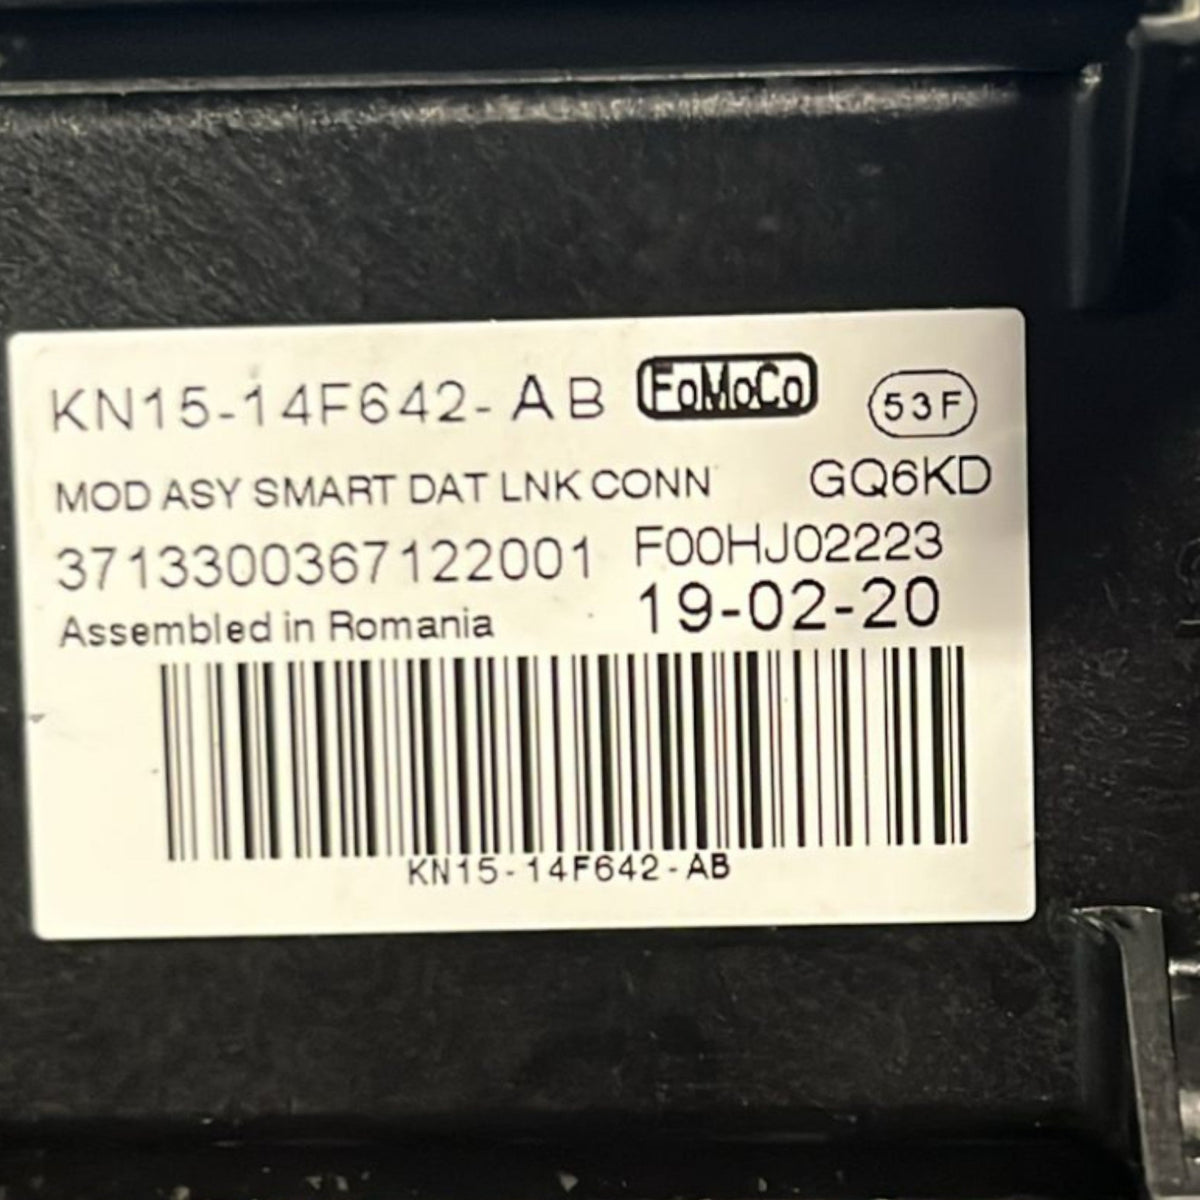 KN15-14F642-AB FoMoCo 53F
MOD ASY SMART DAT LNK CONN GQ6KD
3713300367122001 F00HJ02223
Assembled in Romania 19-02-20
KN15-14F642-AB